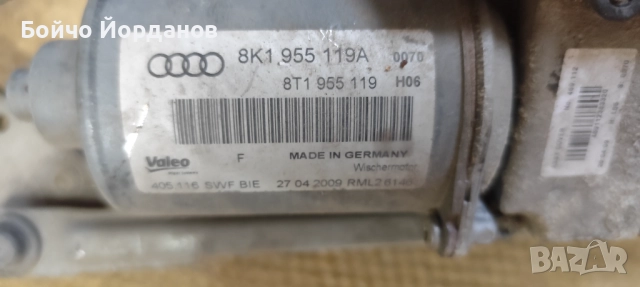 Бойчо Йорданов
8K1 955 119A 0070
8T1 955 119 H06
Valeo F MADE IN GERMANY
Wischermotor
405.116 SWF BIE 27 04 2009
BAZAR